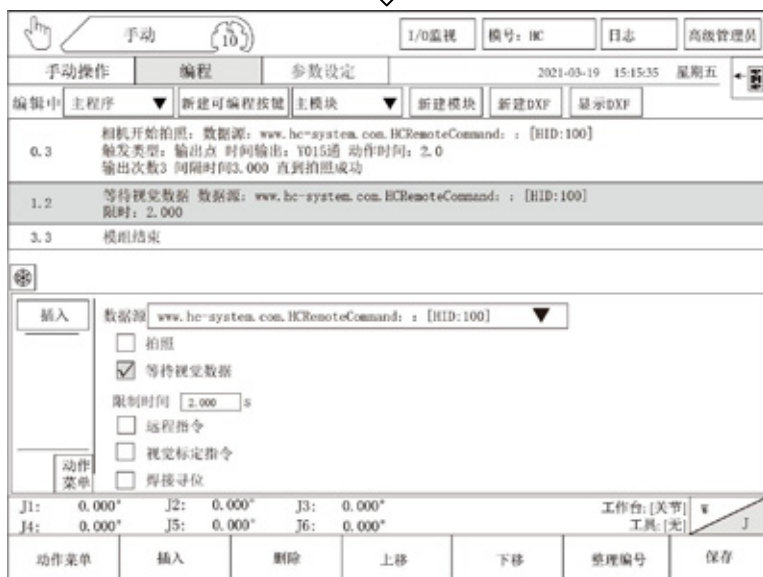 手动
10
I/O监视
模号: HC
日志
高级管理员
手动操作
编程
参数设定
2021-03-19 15:15:35 星期五
编辑中
主程序
新建可编程按键
主模块
新建模块
新建DXF
显示DXF
0.3
相机开始拍照: 数据源: www.hc-system.com.HCRemoteCommand: : [HID:100]
触发类型: 输出点 时间输出: Y015通 动作时间: 2.0
输出次数3 间隔时间3.000 直到拍照成功
1.2
等待视觉数据 数据源: www.hc-system.com.HCRemoteCommand: : [HID:100]
限时: 2.000
3.3
模组结束
插入
数据源 www.hc-system.com.HCRemoteCommand: : [HID:100]
拍照
等待视觉数据
限制时间 2.000 s
远程指令
视觉标定指令
焊接寻位
动作
菜单
J1: 0.000° J2: 0.000° J3: 0.000°
J4: 0.000° J5: 0.000° J6: 0.000°
工作台:[关节]
工具:[无]
W
J
动作菜单
插入
删除
上移
下移
整理编号
保存